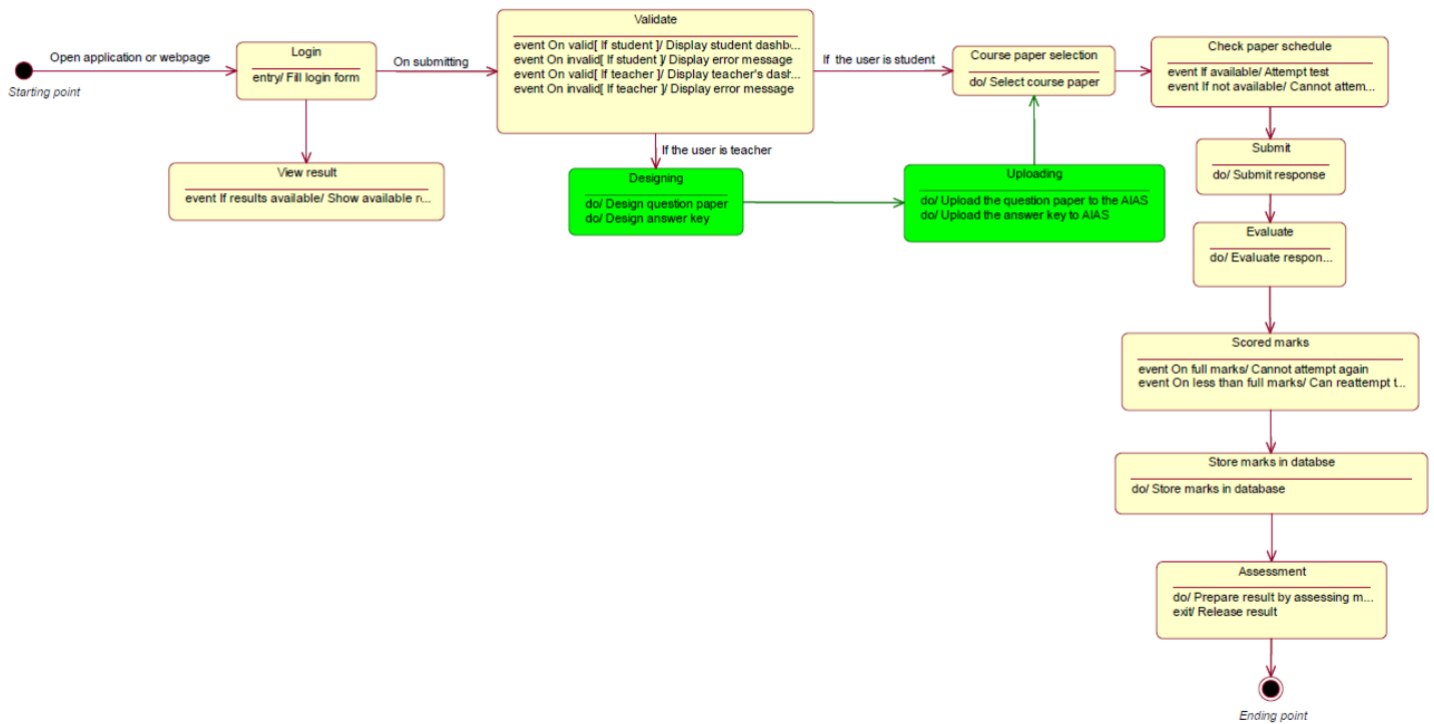 Open application or webpage
Starting point
Login
entry/ Fill login form
On submitting
Validate
event On valid[ If student ]/ Display student dashb...
event On invalid[ If student ]/ Display error message
event On valid[ If teacher ]/ Display teacher's dash...
event On invalid[ If teacher ]/ Display error message
If the user is student
Course paper selection
do/ Select course paper
Check paper schedule
event If available/ Attempt test
event If not available/ Cannot attem...
View result
event If results available/ Show available r...
If the user is teacher
Designing
do/ Design question paper
do/ Design answer key
Uploading
do/ Upload the question paper to the AIAS
do/ Upload the answer key to AIAS
Submit
do/ Submit response
Evaluate
do/ Evaluate respon...
Scored marks
event On full marks/ Cannot attempt again
event On less than full marks/ Can reattempt t...
Store marks in databse
do/ Store marks in database
Assessment
do/ Prepare result by assessing m...
exit/ Release result
Ending point